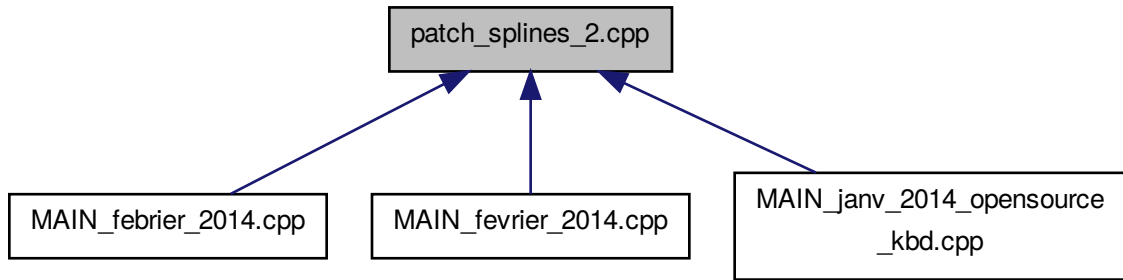 patch_splines_2.cpp
MAIN_febrier_2014.cpp
MAIN_fevrier_2014.cpp
MAIN_janv_2014_opensource
_kbd.cpp